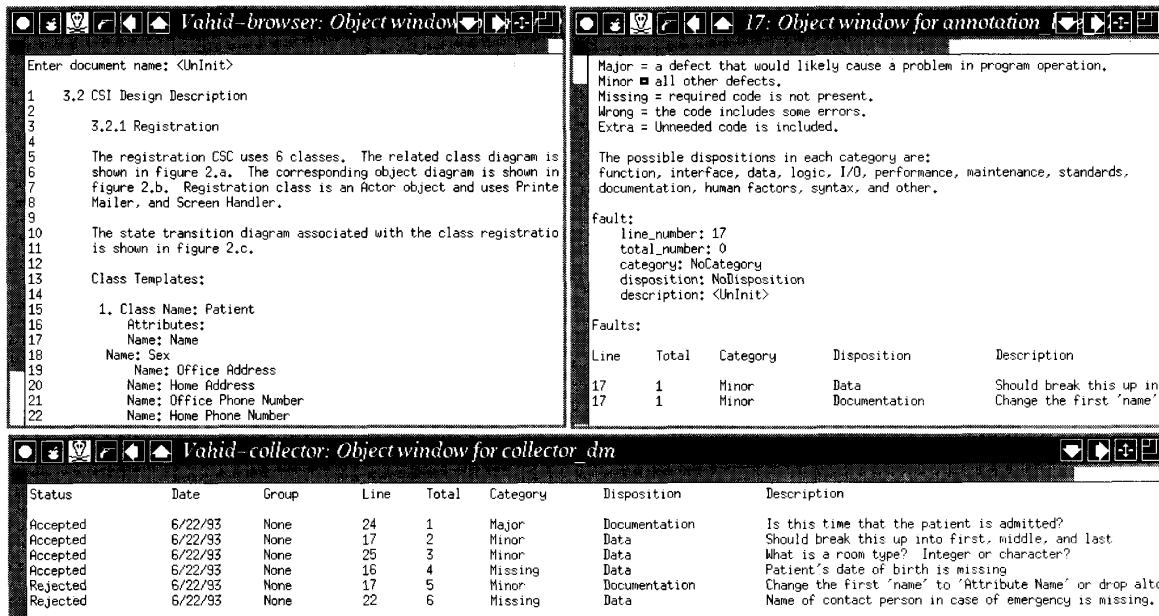 Vahid-browser: Object window
Enter document name: <UnInit>
1 3.2 CSI Design Description
2
3 3.2.1 Registration
4
5 The registration CSC uses 6 classes. The related class diagram is
6 shown in figure 2.a. The corresponding object diagram is shown in
7 figure 2.b. Registration class is an Actor object and uses Printe
8 Mailer, and Screen Handler.
9
10 The state transition diagram associated with the class registratio
11 is shown in figure 2.c.
12
13 Class Templates:
14
15 1. Class Name: Patient
16 Attributes:
17 Name: Name
18 Name: Sex
19 Name: Office Address
20 Name: Home Address
21 Name: Office Phone Number
22 Name: Home Phone Number
17: Object window for annotation
Major = a defect that would likely cause a problem in program operation.
Minor = all other defects.
Missing = required code is not present.
Wrong = the code includes some errors.
Extra = Unneeded code is included.
The possible dispositions in each category are:
function, interface, data, logic, I/O, performance, maintenance, standards,
documentation, human factors, syntax, and other.
fault:
line_number: 17
total_number: 0
category: NoCategory
disposition: NoDisposition
description: <UnInit>
Faults:
Line Total Category Disposition Description
17 1 Minor Data Should break this up in
17 1 Minor Documentation Change the first 'name'
Vahid-collector: Object window for collector_dm
Status Date Group Line Total Category Disposition Description
Accepted 6/22/93 None 24 1 Major Documentation Is this time that the patient is admitted?
Accepted 6/22/93 None 17 2 Minor Data Should break this up into first, middle, and last
Accepted 6/22/93 None 25 3 Minor Data What is a room type? Integer or character?
Accepted 6/22/93 None 16 4 Missing Data Patient's date of birth is missing
Rejected 6/22/93 None 17 5 Minor Documentation Change the first 'name' to 'Attribute Name' or drop alto
Rejected 6/22/93 None 22 6 Missing Data Name of contact person in case of emergency is missing.